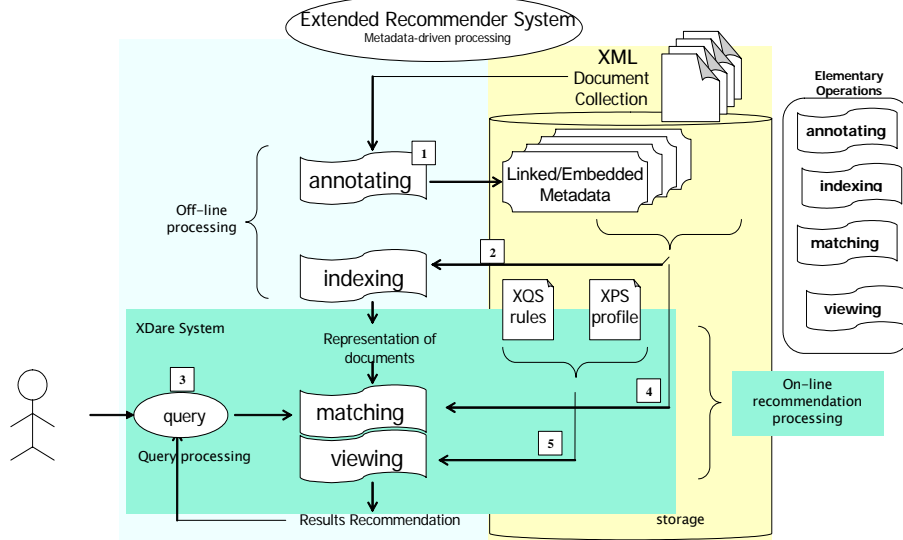 Extended Recommender System
Metadata-driven processing
XML
Document
Collection
Elementary
Operations
annotating
indexing
matching
viewing
1
annotating
Linked/Embedded
Metadata
Off-line
processing
2
indexing
XQS
rules
XPS
profile
XDare System
Representation of
documents
3
query
Query processing
matching
4
viewing
5
On-line
recommendation
processing
Results Recommendation
storage